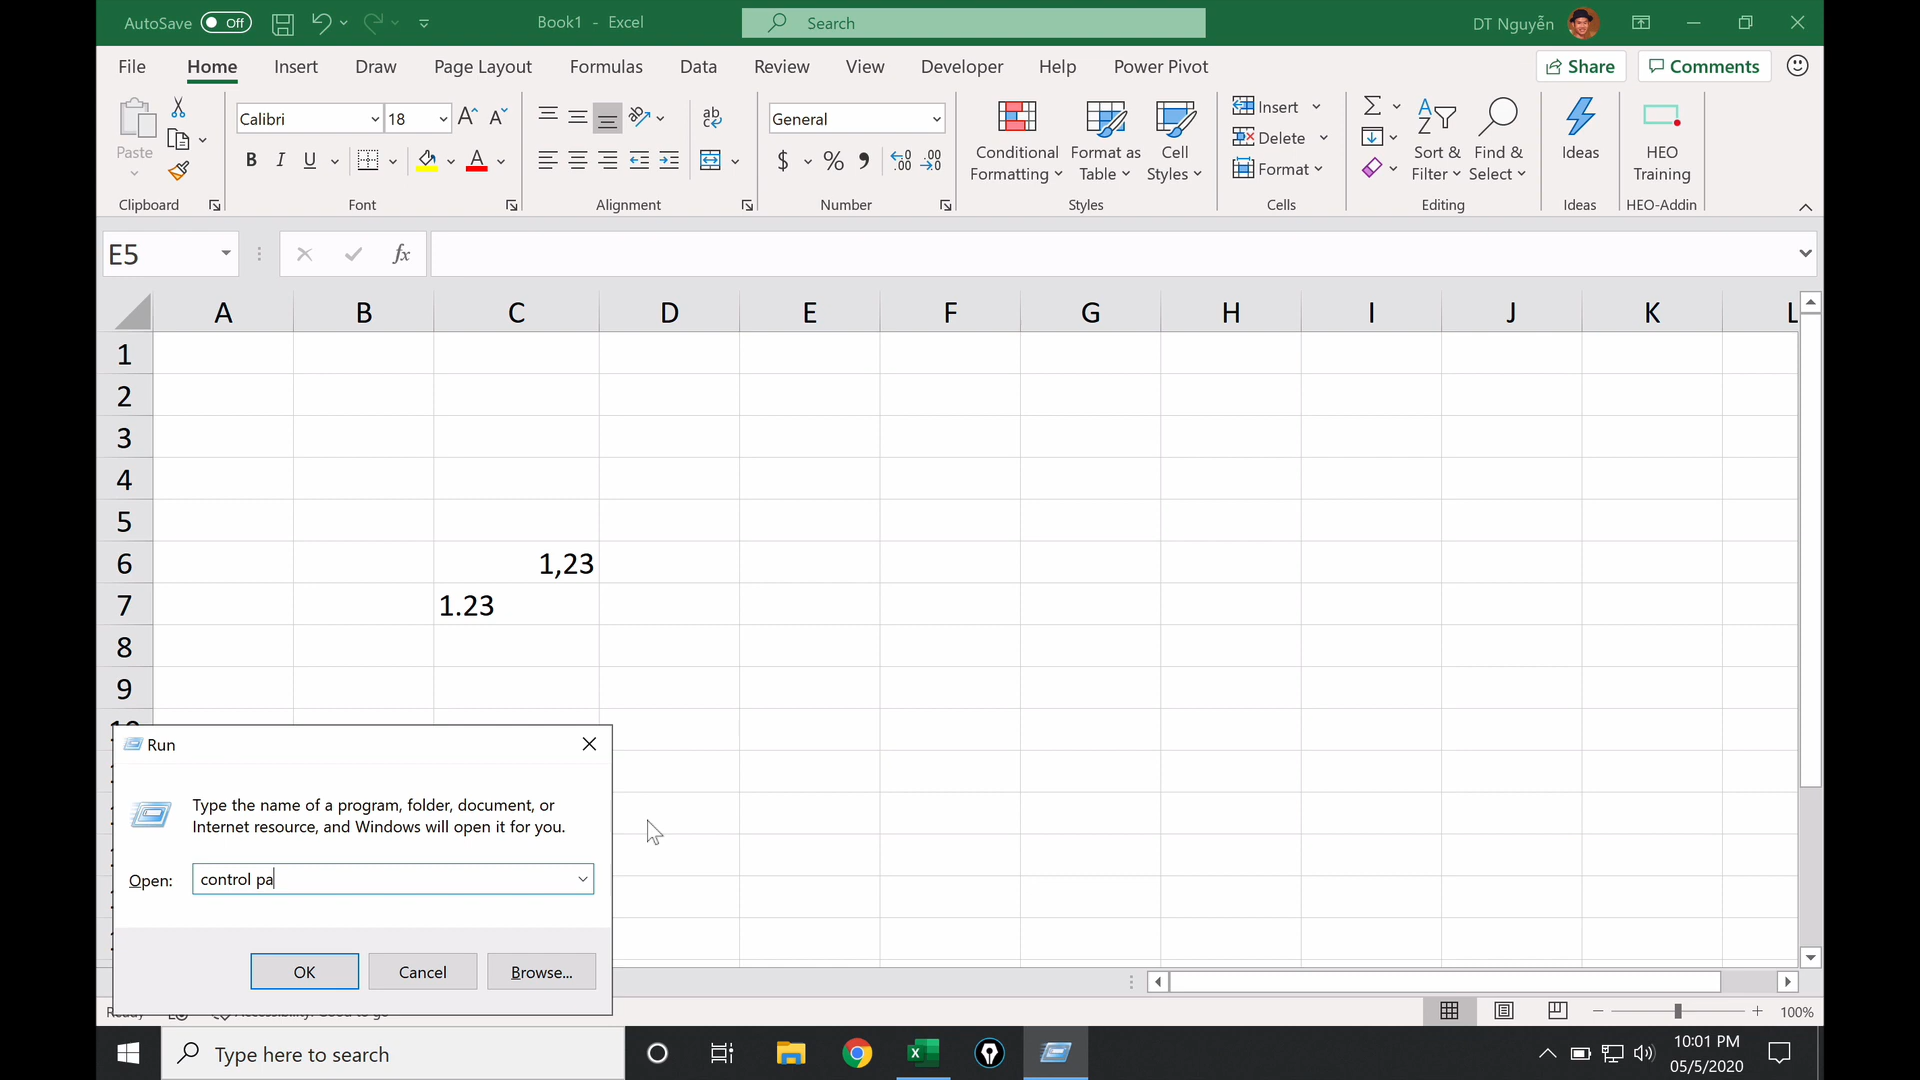 AutoSave Off
Book1 - Excel
Search
DT Nguyễn
File Home Insert Draw Page Layout Formulas Data Review View Developer Help Power Pivot
Share Comments
Paste
Calibri 18
B I U A
ab
General
$ % 9
Conditional
Formatting
Format as
Table
Cell
Styles
Insert
Delete
Format
Sort &
Filter
Find &
Select
Ideas
HEO
Training
Clipboard Font Alignment Number Styles Cells Editing Ideas HEO-Addin
E5 fx
A B C D E F G H I J K L
1
2
3
4
5
6 1,23
7 1.23
8
9
Run
Type the name of a program, folder, document, or
Internet resource, and Windows will open it for you.
Open: control pa
OK Cancel Browse...
100%
Type here to search
10:01 PM
05/5/2020